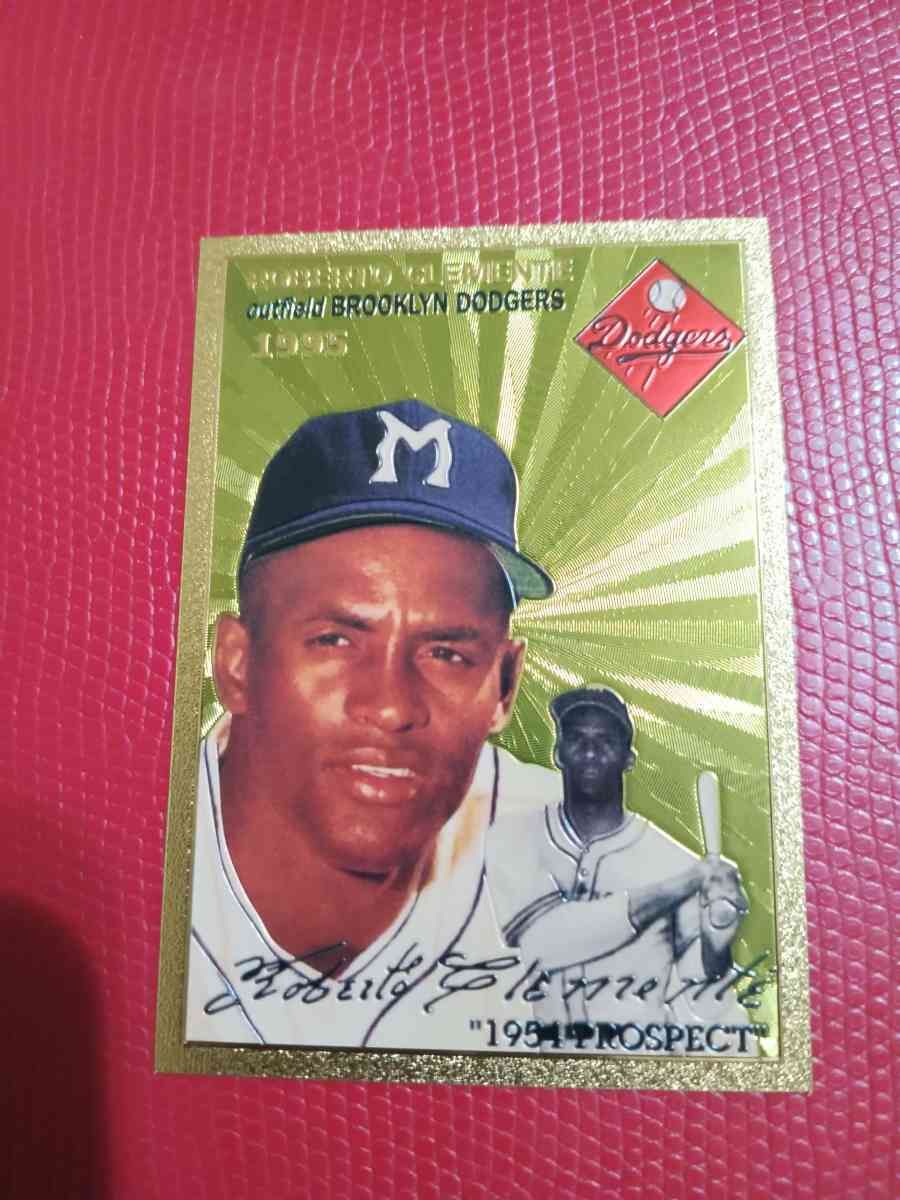 ROBERTO CLEMENTE
outfield BROOKLYN DODGERS
1995
Dodgers
M
Roberto Clemente
"1954 PROSPECT"